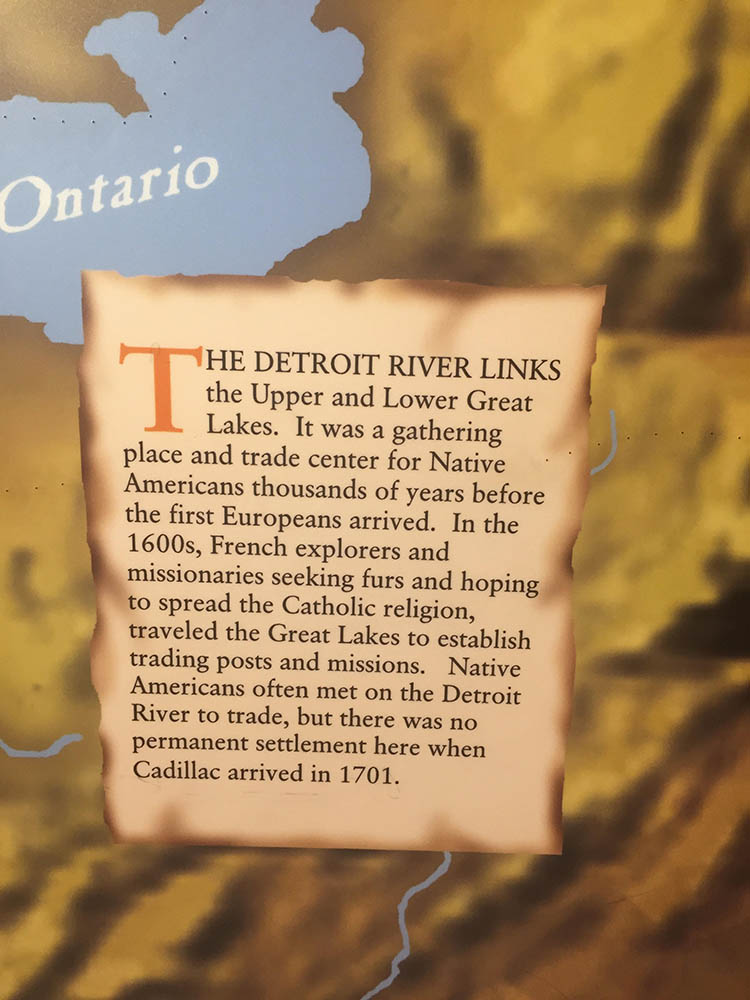 Ontario
THE DETROIT RIVER LINKS
the Upper and Lower Great
Lakes.  It was a gathering
place and trade center for Native
Americans thousands of years before
the first Europeans arrived.  In the
1600s, French explorers and
missionaries seeking furs and hoping
to spread the Catholic religion,
traveled the Great Lakes to establish
trading posts and missions.   Native
Americans often met on the Detroit
River to trade, but there was no
permanent settlement here when
Cadillac arrived in 1701.